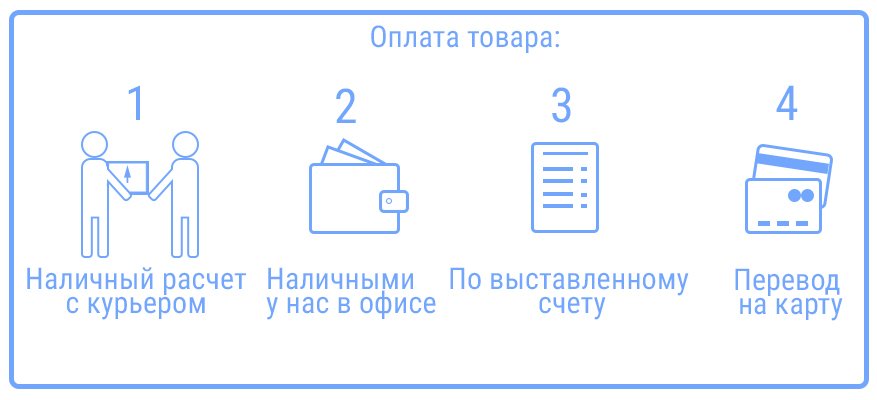 Оплата товара:
1
2
3
4
Наличный расчет
с курьером
Наличными
у нас в офисе
По выставленному
счету
Перевод
на карту